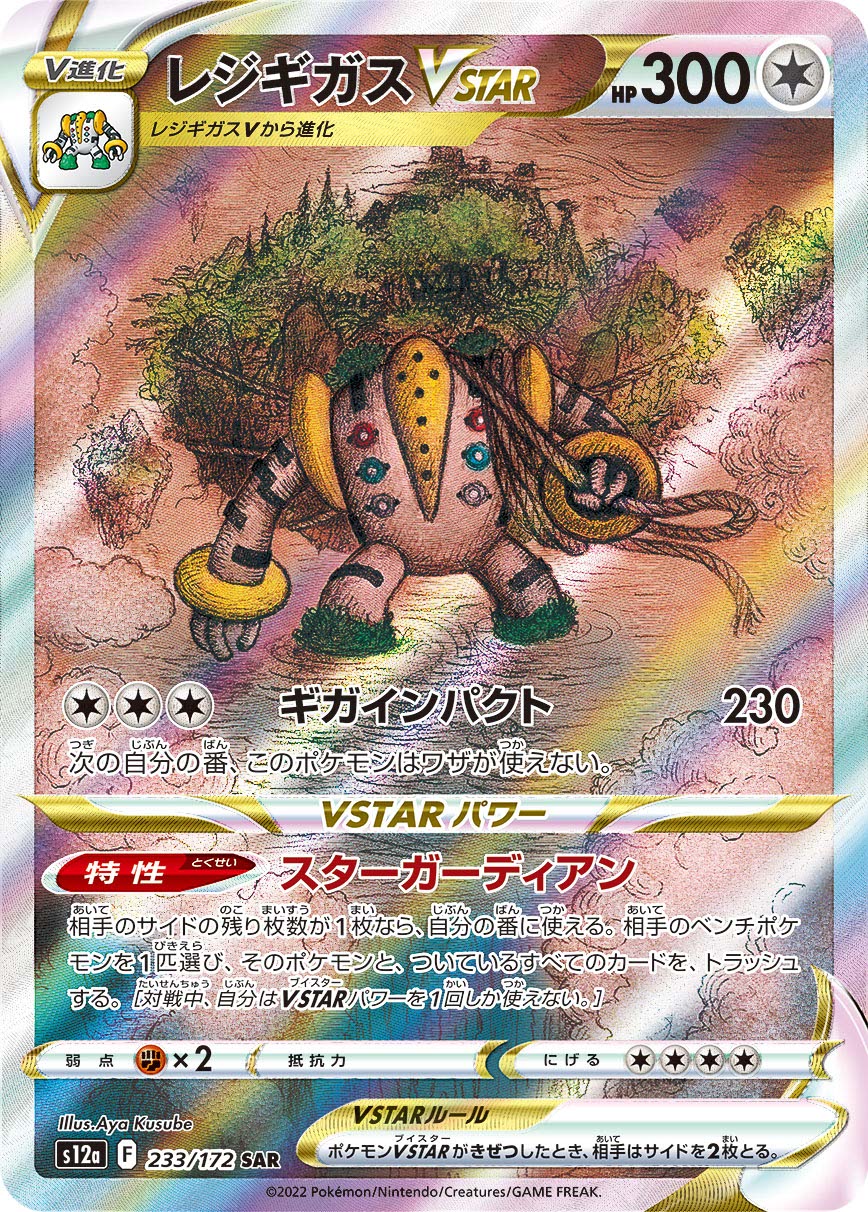 V進化
レジギガスVSTAR
HP 300
レジギガスVから進化
ギガインパクト 230
次の自分の番、このポケモンはワザが使えない。
VSTARパワー
特性 とくせい スターガーディアン
相手のサイドの残り枚数が1枚なら、自分の番に使える。相手のベンチポケ
モンを1匹選び、そのポケモンと、ついているすべてのカードを、トラッシュ
する。[対戦中、自分はVSTARパワーを1回しか使えない。]
弱点 ×2 抵抗力 にげる
Illus.Aya Kusube
VSTARルール
ポケモンVSTARがきぜつしたとき、相手はサイドを2枚とる。
s12a F 233/172 SAR
©2022 Pokémon/Nintendo/Creatures/GAME FREAK.